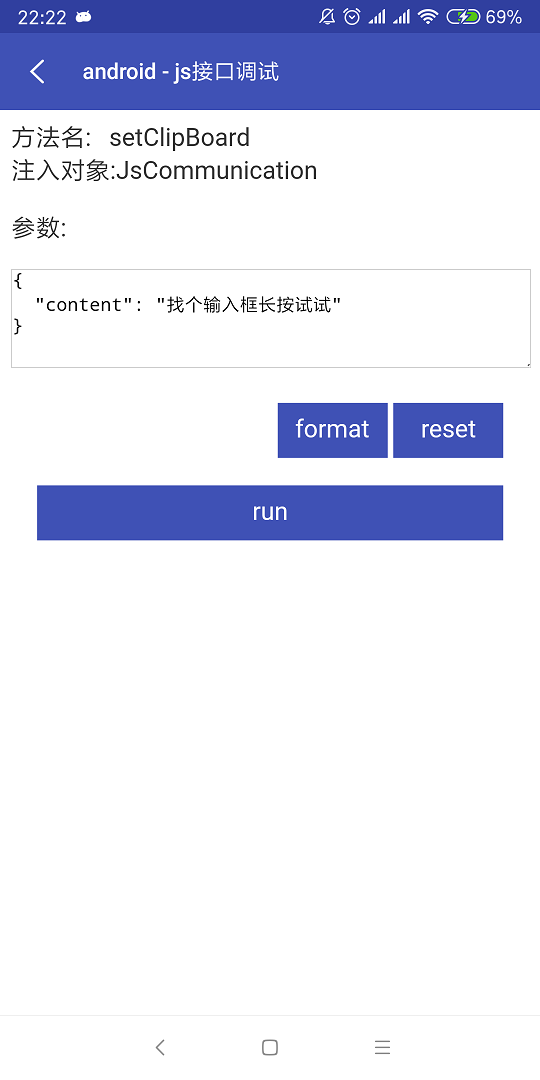 22:22 69%
android - js接口调试
方法名: setClipBoard
注入对象:JsCommunication
参数:
{
"content": "找个输入框长按试试"
}
format reset
run